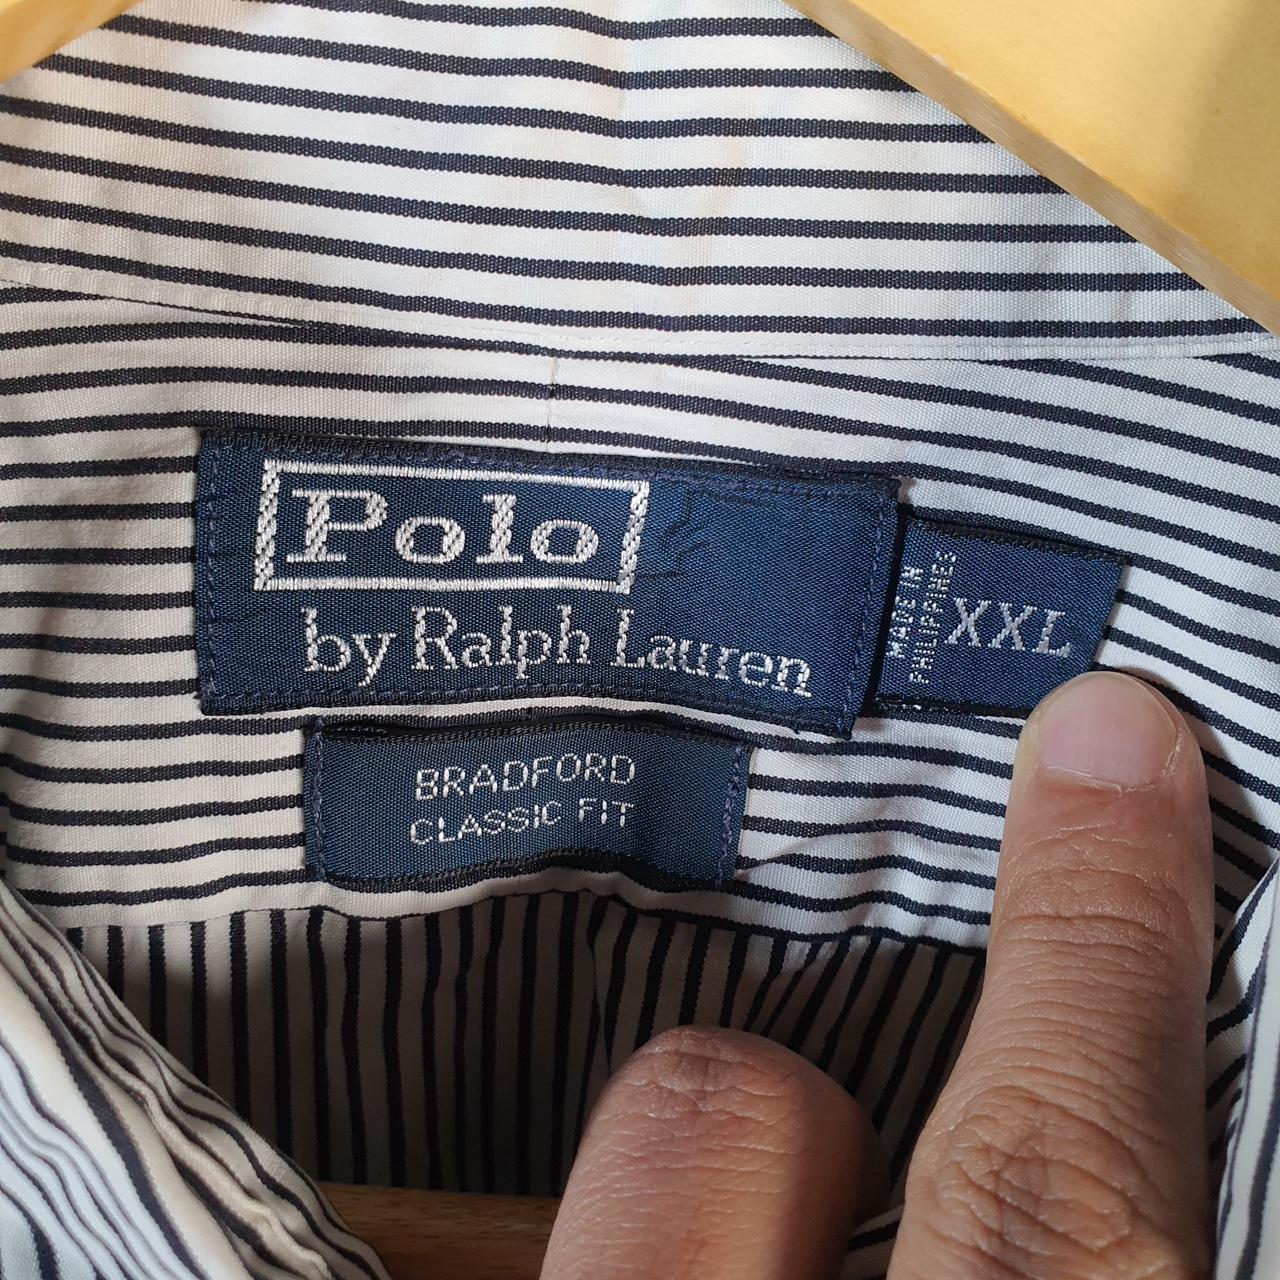 Polo
by Ralph Lauren
MADE IN
PHILIPPINES
XXL
BRADFORD
CLASSIC FIT